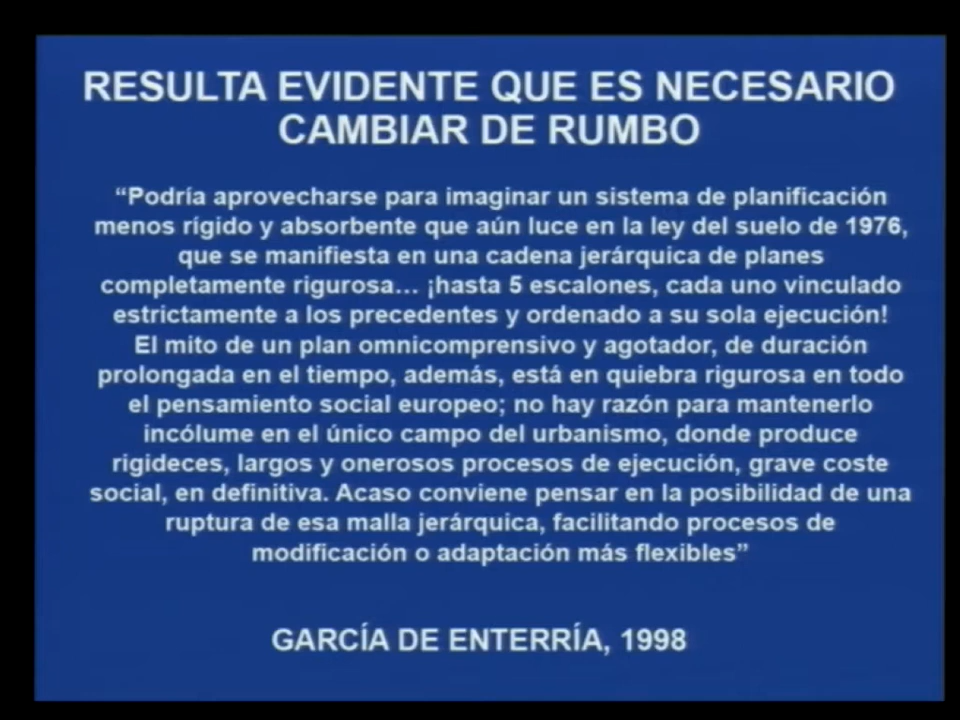 RESULTA EVIDENTE QUE ES NECESARIO
CAMBIAR DE RUMBO
“Podría aprovecharse para imaginar un sistema de planificación
menos rígido y absorbente que aún luce en la ley del suelo de 1976,
que se manifiesta en una cadena jerárquica de planes
completamente rigurosa... ¡hasta 5 escalones, cada uno vinculado
estrictamente a los precedentes y ordenado a su sola ejecución!
El mito de un plan omnicomprensivo y agotador, de duración
prolongada en el tiempo, además, está en quiebra rigurosa en todo
el pensamiento social europeo; no hay razón para mantenerlo
incólume en el único campo del urbanismo, donde produce
rigideces, largos y onerosos procesos de ejecución, grave coste
social, en definitiva. Acaso conviene pensar en la posibilidad de una
ruptura de esa malla jerárquica, facilitando procesos de
modificación o adaptación más flexibles”
GARCÍA DE ENTERRÍA, 1998